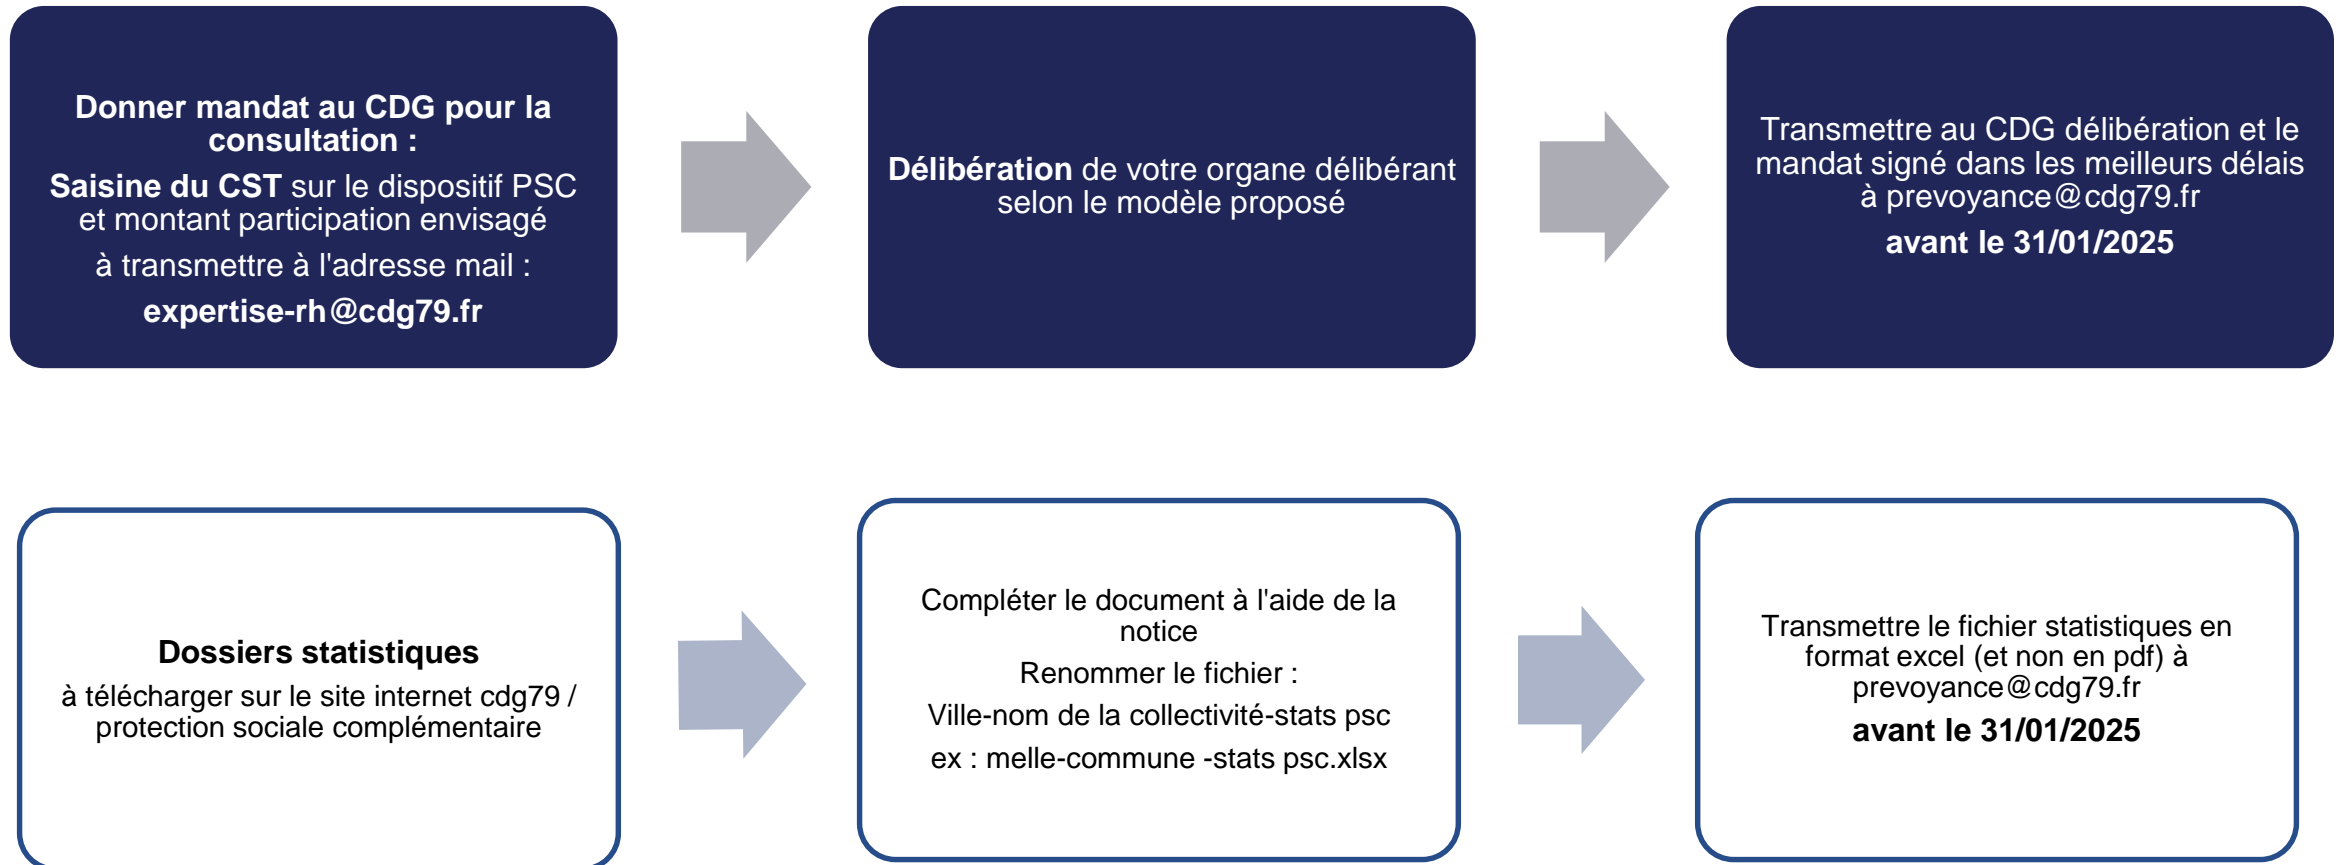 Donner mandat au CDG pour la
consultation :
Saisine du CST sur le dispositif PSC
et montant participation envisagé
à transmettre à l'adresse mail :
expertise-rh@cdg79.fr
Délibération de votre organe délibérant
selon le modèle proposé
Transmettre au CDG délibération et le
mandat signé dans les meilleurs délais
à prevoyance@cdg79.fr
avant le 31/01/2025
Dossiers statistiques
à télécharger sur le site internet cdg79 /
protection sociale complémentaire
Compléter le document à l'aide de la
notice
Renommer le fichier :
Ville-nom de la collectivité-stats psc
ex : melle-commune -stats psc.xlsx
Transmettre le fichier statistiques en
format excel (et non en pdf) à
prevoyance@cdg79.fr
avant le 31/01/2025